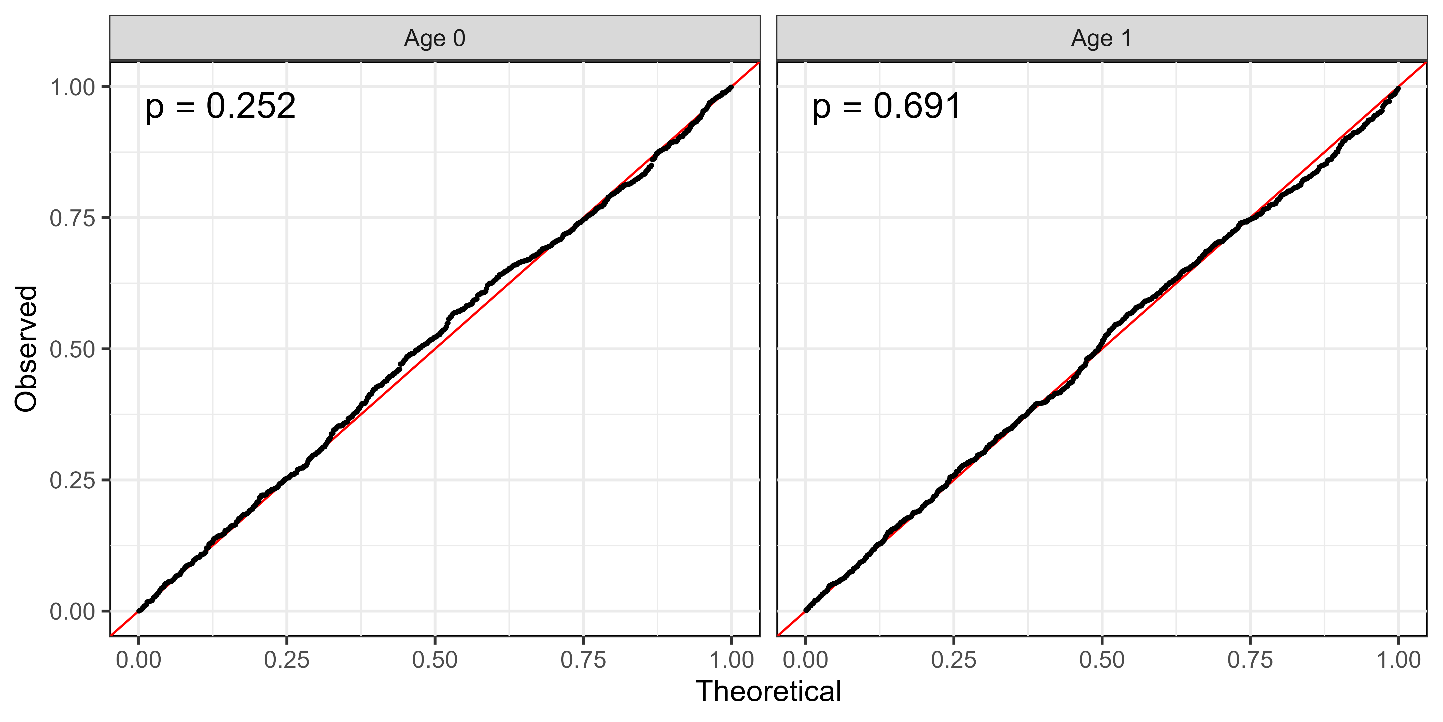 Age 0
Age 1
p = 0.252
p = 0.691
Observed
1.00
0.75
0.50
0.25
0.00
0.00 0.25 0.50 0.75 1.00
0.00 0.25 0.50 0.75 1.00
Theoretical